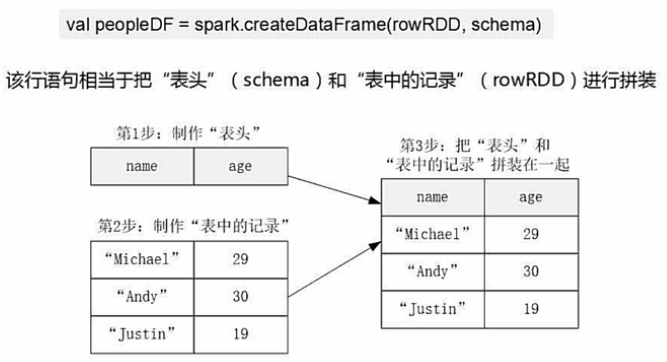 val peopleDF = spark.createDataFrame(rowRDD, schema)
该行语句相当于把“表头”（schema）和“表中的记录”（rowRDD）进行拼装
第1步：制作“表头”
name age
第2步：制作“表中的记录”
“Michael” 29
“Andy” 30
“Justin” 19
第3步：把“表头”和
“表中的记录”拼装在一起
name age
“Michael” 29
“Andy” 30
“Justin” 19